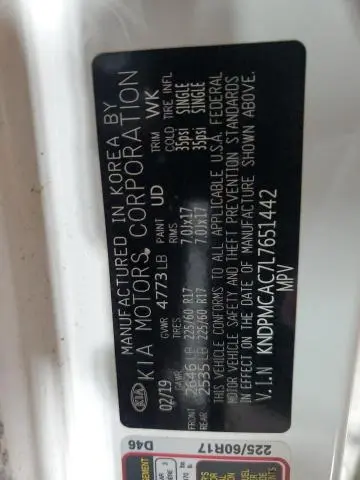 KIA
MANUFACTURED IN KOREA BY
KIA MOTORS CORPORATION
02/19 GVWR 4773LB PAINT UD TRIM WK
GAWR TIRES RIMS COLD TIRE INFL
FRONT 2646LB 225/60 R17 7.0Jx17 35psi SINGLE
REAR 2535LB 225/60 R17 7.0Jx17 35psi SINGLE
THIS VEHICLE CONFORMS TO ALL APPLICABLE U.S.A. FEDERAL
MOTOR VEHICLE SAFETY AND THEFT PREVENTION STANDARDS
IN EFFECT ON THE DATE OF MANUFACTURE SHOWN ABOVE.
V.I.N KNDPMCAC7L7651442
MPV
D46
225/60R17